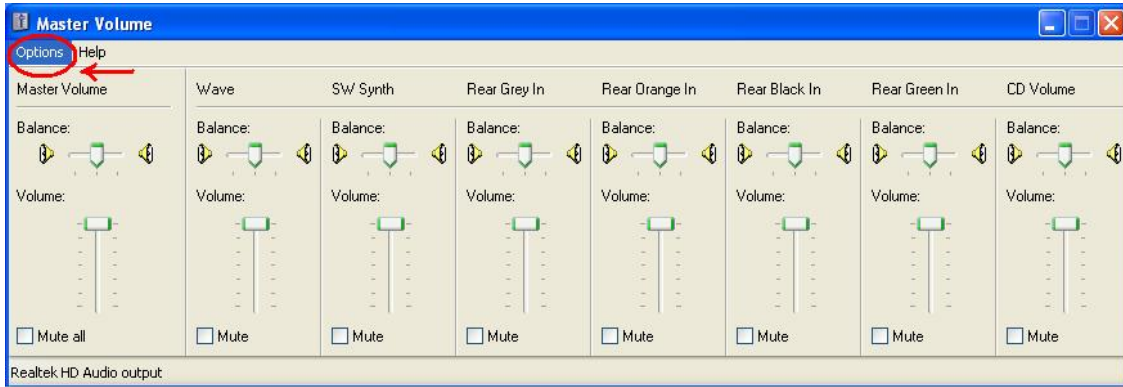 Master Volume
Options Help
Master Volume Wave SW Synth Rear Grey In Rear Orange In Rear Black In Rear Green In CD Volume
Balance: Balance: Balance: Balance: Balance: Balance: Balance: Balance:
Volume: Volume: Volume: Volume: Volume: Volume: Volume: Volume:
Mute all Mute Mute Mute Mute Mute Mute Mute
Realtek HD Audio output